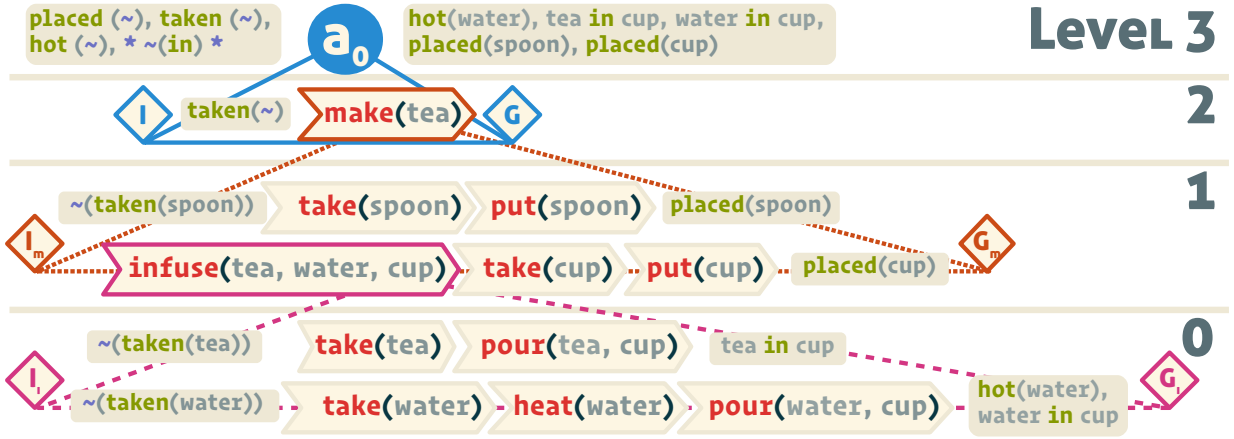 placed (~), taken (~),
hot (~), * ~(in) *
a₀
hot(water), tea in cup, water in cup,
placed(spoon), placed(cup)
Level 3
I
taken(~)
make(tea)
G
2
~(taken(spoon))
take(spoon)
put(spoon)
placed(spoon)
1
Iₘ
infuse(tea, water, cup)
take(cup)
put(cup)
placed(cup)
Gₘ
~(taken(tea))
take(tea)
pour(tea, cup)
tea in cup
0
Iᵢ
~(taken(water))
take(water)
heat(water)
pour(water, cup)
hot(water),
water in cup
Gᵢ